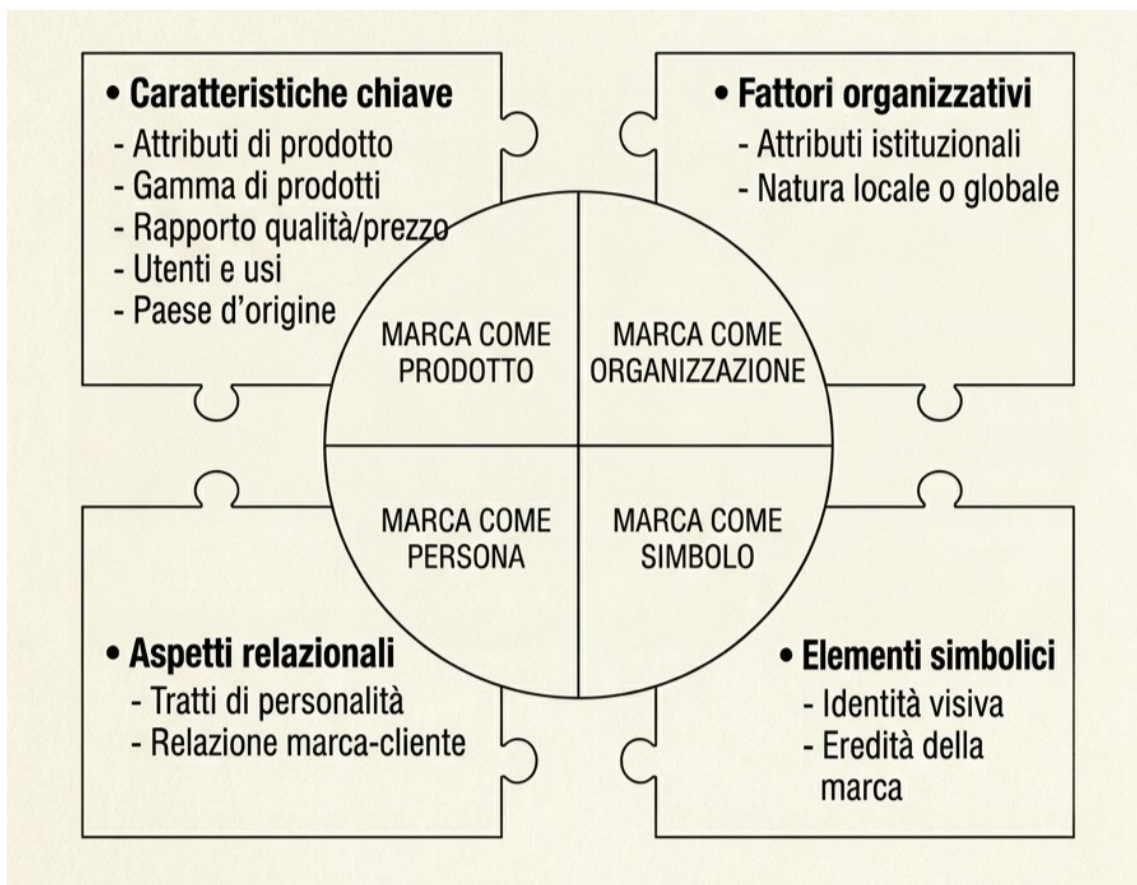 • Caratteristiche chiave
- Attributi di prodotto
- Gamma di prodotti
- Rapporto qualità/prezzo
- Utenti e usi
- Paese d'origine
• Fattori organizzativi
- Attributi istituzionali
- Natura locale o globale
MARCA COME
PRODOTTO
MARCA COME
ORGANIZZAZIONE
MARCA COME
PERSONA
MARCA COME
SIMBOLO
• Aspetti relazionali
- Tratti di personalità
- Relazione marca-cliente
• Elementi simbolici
- Identità visiva
- Eredità della
marca